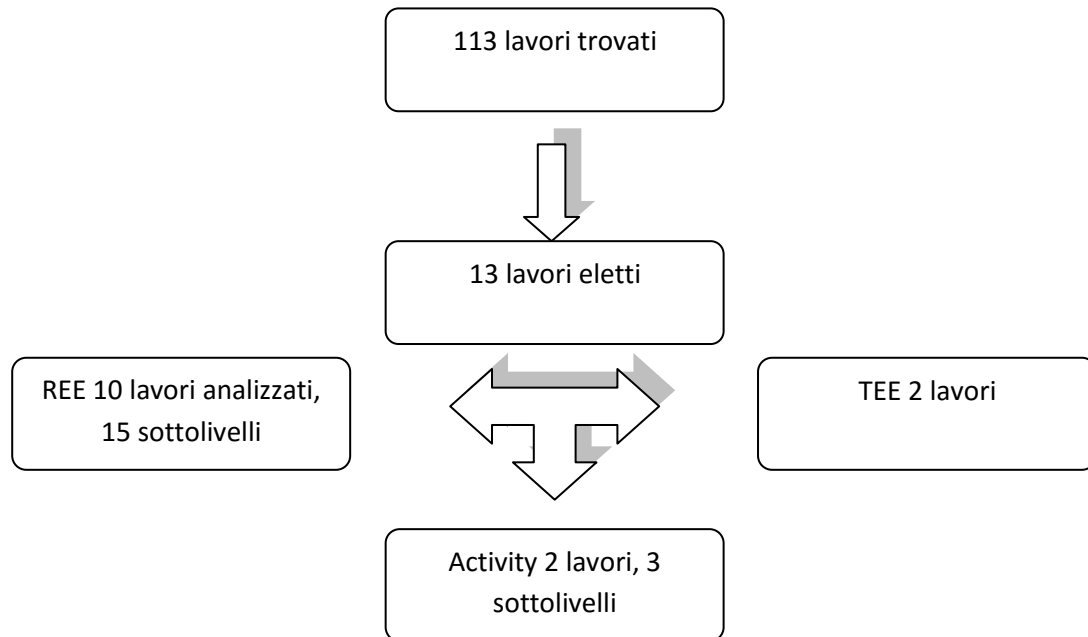 113 lavori trovati
13 lavori eletti
REE 10 lavori analizzati,
15 sottolivelli
TEE 2 lavori
Activity 2 lavori, 3
sottolivelli